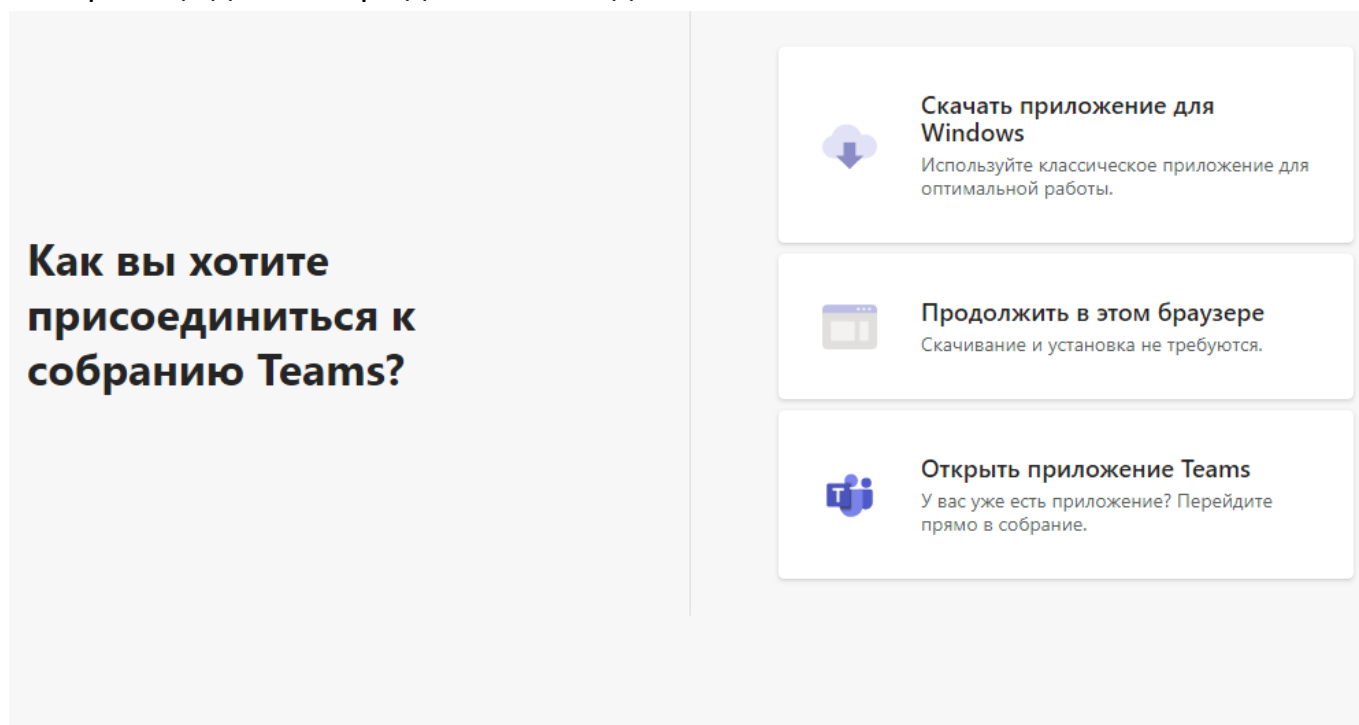 Как вы хотите
присоединиться к
собранию Teams?
Скачать приложение для
Windows
Используйте классическое приложение для
оптимальной работы.
Продолжить в этом браузере
Скачивание и установка не требуются.
Открыть приложение Teams
У вас уже есть приложение? Перейдите
прямо в собрание.